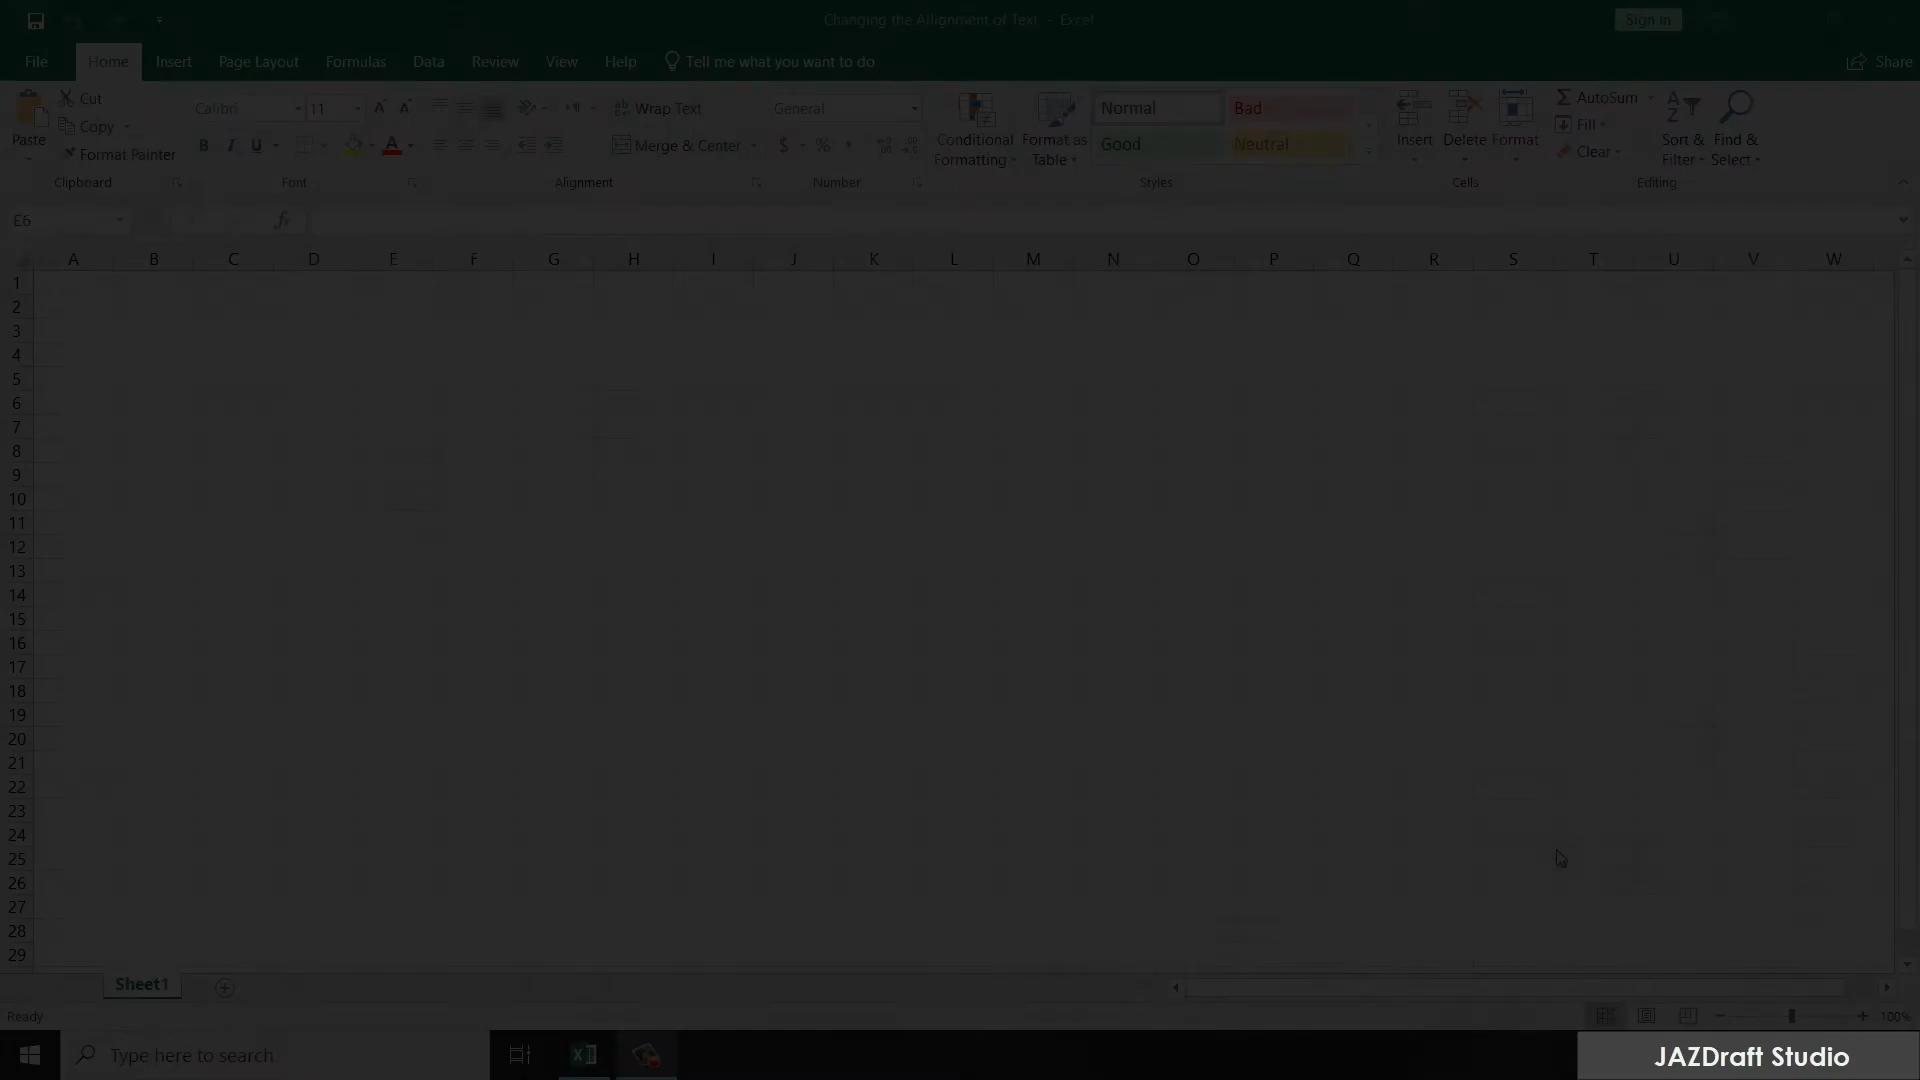 Changing the Allignment of Text - Excel
Sign in
File Home Insert Page Layout Formulas Data Review View Help Tell me what you want to do Share
Paste
Cut
Copy
Format Painter
Clipboard
Calibri 11
B I U
Font
Wrap Text
Merge & Center
Alignment
General
$ % ,
Number
Conditional Formatting
Format as Table
Normal Bad
Good Neutral
Styles
Insert Delete Format
Cells
AutoSum
Fill
Clear
Sort & Filter
Find & Select
Editing
E6 fx
A B C D E F G H I J K L M N O P Q R S T U V W
1
2
3
4
5
6
7
8
9
10
11
12
13
14
15
16
17
18
19
20
21
22
23
24
25
26
27
28
29
Sheet1
Ready 100%
Type here to search
JAZDraft Studio